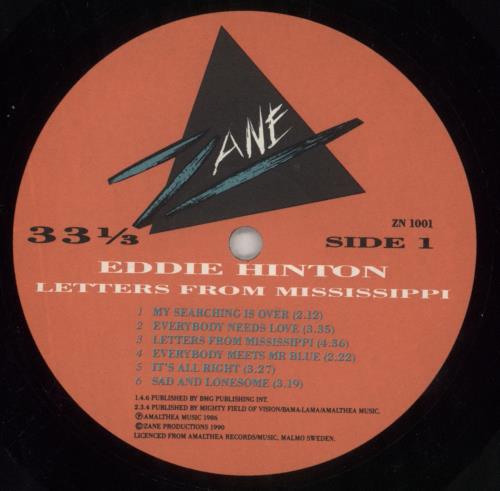 ZANE
ZN 1001
33 1/3
SIDE 1
EDDIE HINTON
LETTERS FROM MISSISSIPPI
1 MY SEARCHING IS OVER (2.12)
2 EVERYBODY NEEDS LOVE (3.35)
3 LETTERS FROM MISSISSIPPI (4.36)
4 EVERYBODY MEETS MR BLUE (2.22)
5 IT'S ALL RIGHT (3.27)
6 SAD AND LONESOME (3.19)
1.4.6 PUBLISHED BY BMG PUBLISHING INT.
2.3.4 PUBLISHED BY MIGHTY FIELD OF VISION/BAMA-LAMA/AMALTHEA MUSIC.
Ⓟ AMALTHEA MUSIC 1986
©ZANE PRODUCTIONS 1990
LICENCED FROM AMALTHEA RECORDS/MUSIC, MALMO SWEDEN.